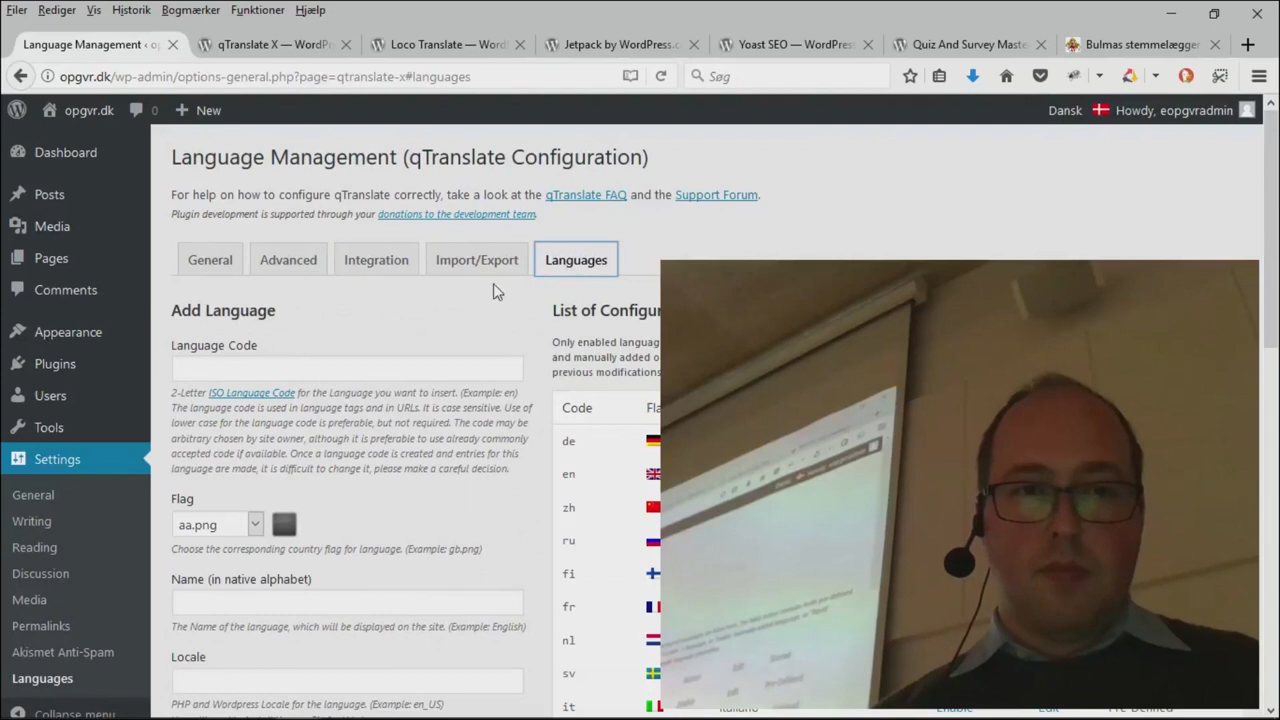 Filer Rediger Vis Historik Bogmærker Funktioner Hjælp
Language Management ‹ op
qTranslate X — WordPr
Loco Translate — Word
Jetpack by WordPress.c
Yoast SEO — WordPre
Quiz And Survey Maste
Bulmas stemmelægger
opgvr.dk/wp-admin/options-general.php?page=qtranslate-x#languages
Søg
opgvr.dk 0 New
Dansk Howdy, eopgvradmin
Dashboard
Posts
Media
Pages
Comments
Appearance
Plugins
Users
Tools
Settings
General
Writing
Reading
Discussion
Media
Permalinks
Akismet Anti-Spam
Languages
Collapse menu
Language Management (qTranslate Configuration)
For help on how to configure qTranslate correctly, take a look at the qTranslate FAQ and the Support Forum.
Plugin development is supported through your donations to the development team.
General Advanced Integration Import/Export Languages
Add Language
Language Code
2-Letter ISO Language Code for the Language you want to insert. (Example: en)
The language code is used in language tags and in URLs. It is case sensitive. Use of
lower case for the language code is preferable, but not required. The code may be
arbitrary chosen by site owner, although it is preferable to use already commonly
accepted code if available. Once a language code is created and entries for this
language are made, it is difficult to change it, please make a careful decision.
Flag
aa.png
Choose the corresponding country flag for language. (Example: gb.png)
Name (in native alphabet)
The Name of the language, which will be displayed on the site. (Example: English)
Locale
PHP and Wordpress Locale for the language. (Example: en_US)
List of Configu
Only enabled languag
and manually added o
previous modifications
Code Fla
de
en
zh
ru
fi
fr
nl
sv
it Italiano Enable Edit Pre-Defined